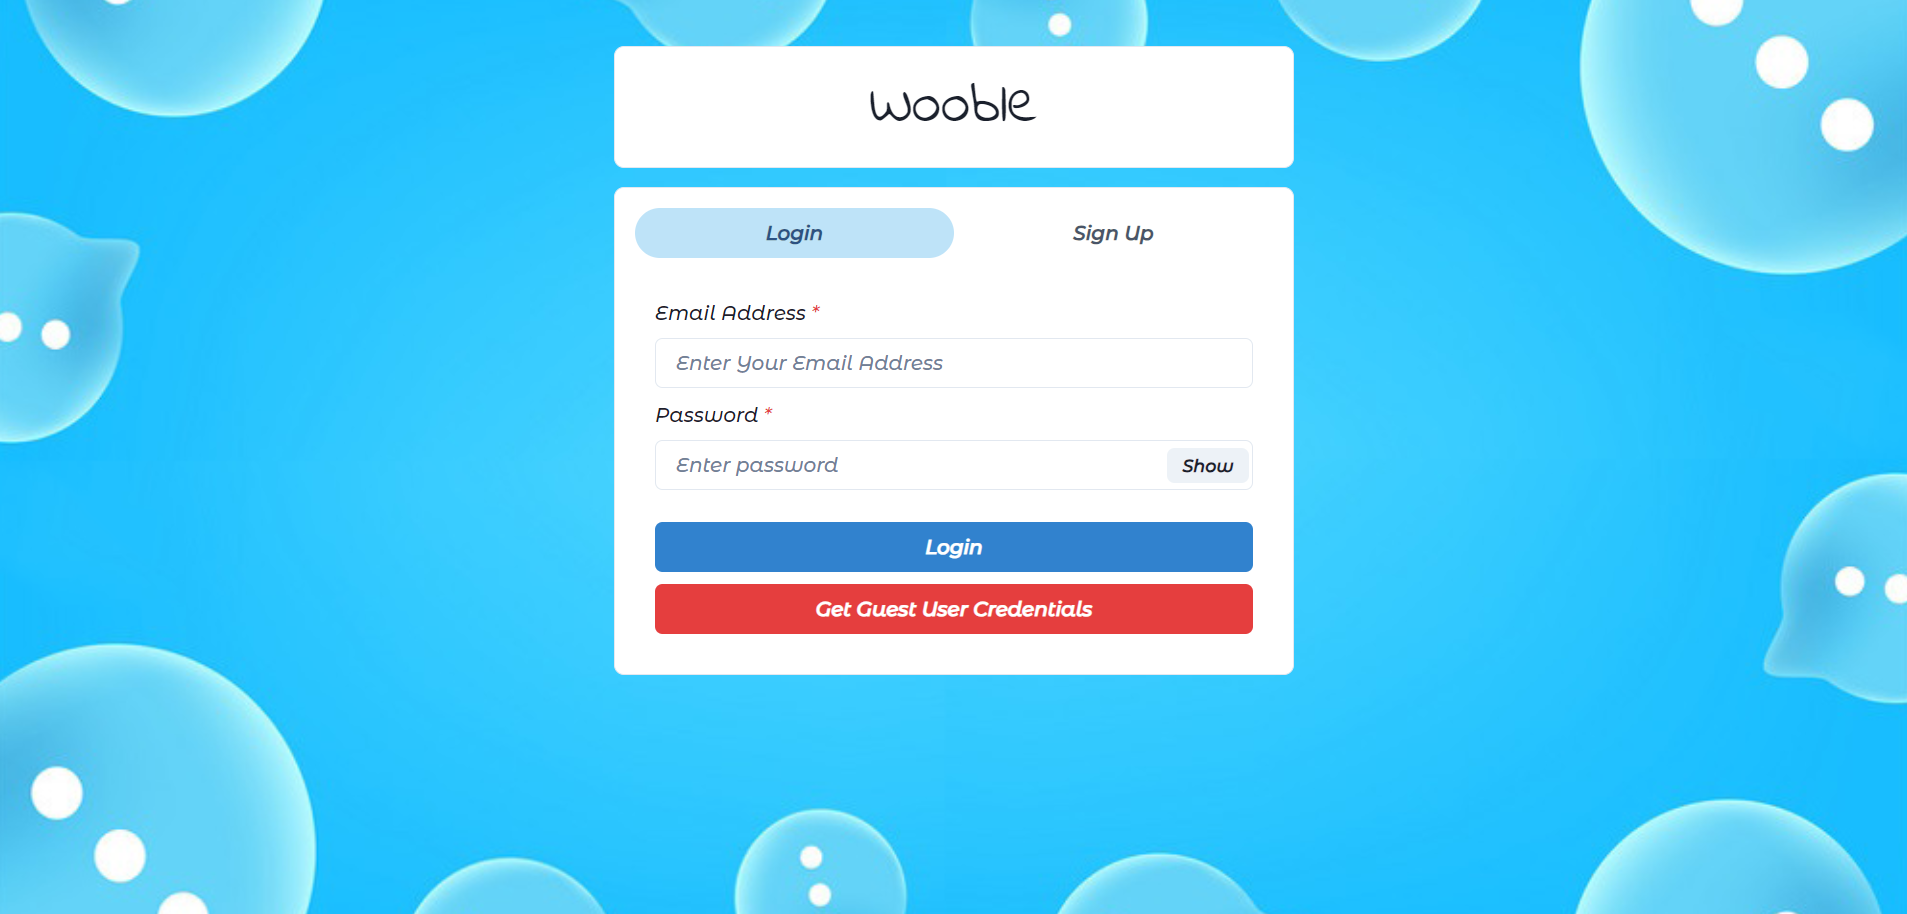 wooble
Login
Sign Up
Email Address *
Enter Your Email Address
Password *
Enter password
Show
Login
Get Guest User Credentials